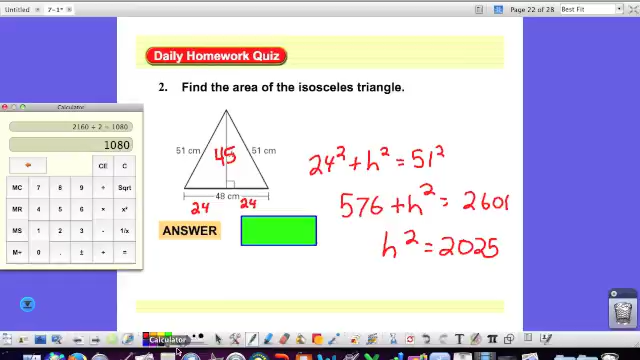 Untitled
7-1*
Page 22 of 28
Best Fit
Daily Homework Quiz
2. Find the area of the isosceles triangle.
Calculator
2160 ÷ 2 = 1080
1080
CE C
MC 7 8 9 ÷ Sqrt
MR 4 5 6 × x²
MS 1 2 3 - 1/x
M+ 0 . ± + =
51 cm
45
51 cm
48 cm
24 24
24² + h² = 51²
576 + h² = 2601
h² = 2025
ANSWER
Calculator